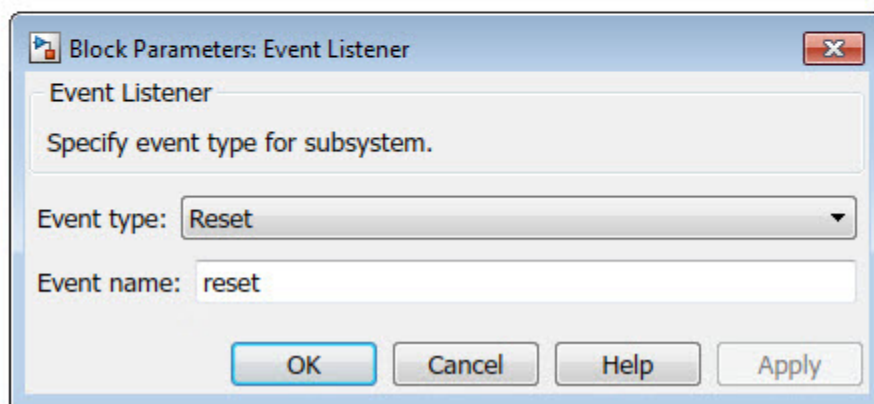 Block Parameters: Event Listener
Event Listener
Specify event type for subsystem.
Event type: Reset
Event name: reset
OK Cancel Help Apply